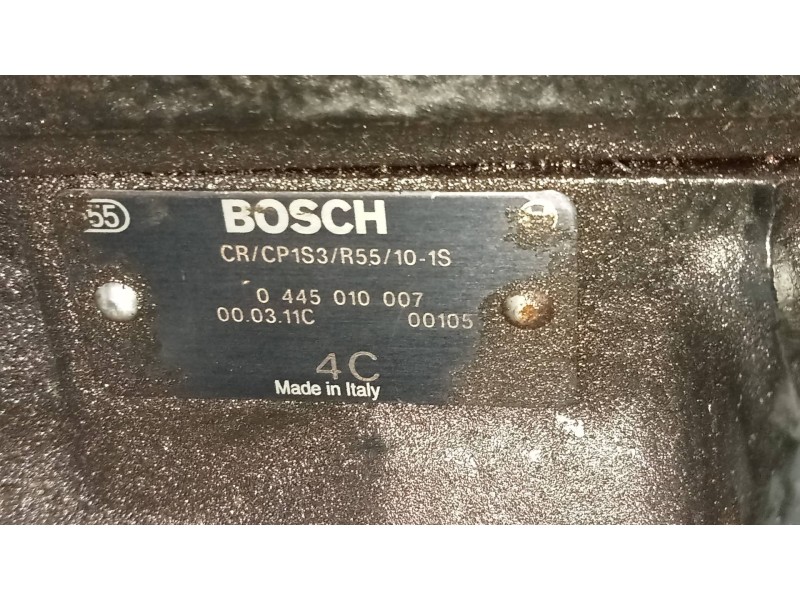 55 BOSCH
CR/CP1S3/R55/10-1S
0 445 010 007
00.03.11C 00105
4C
Made in Italy